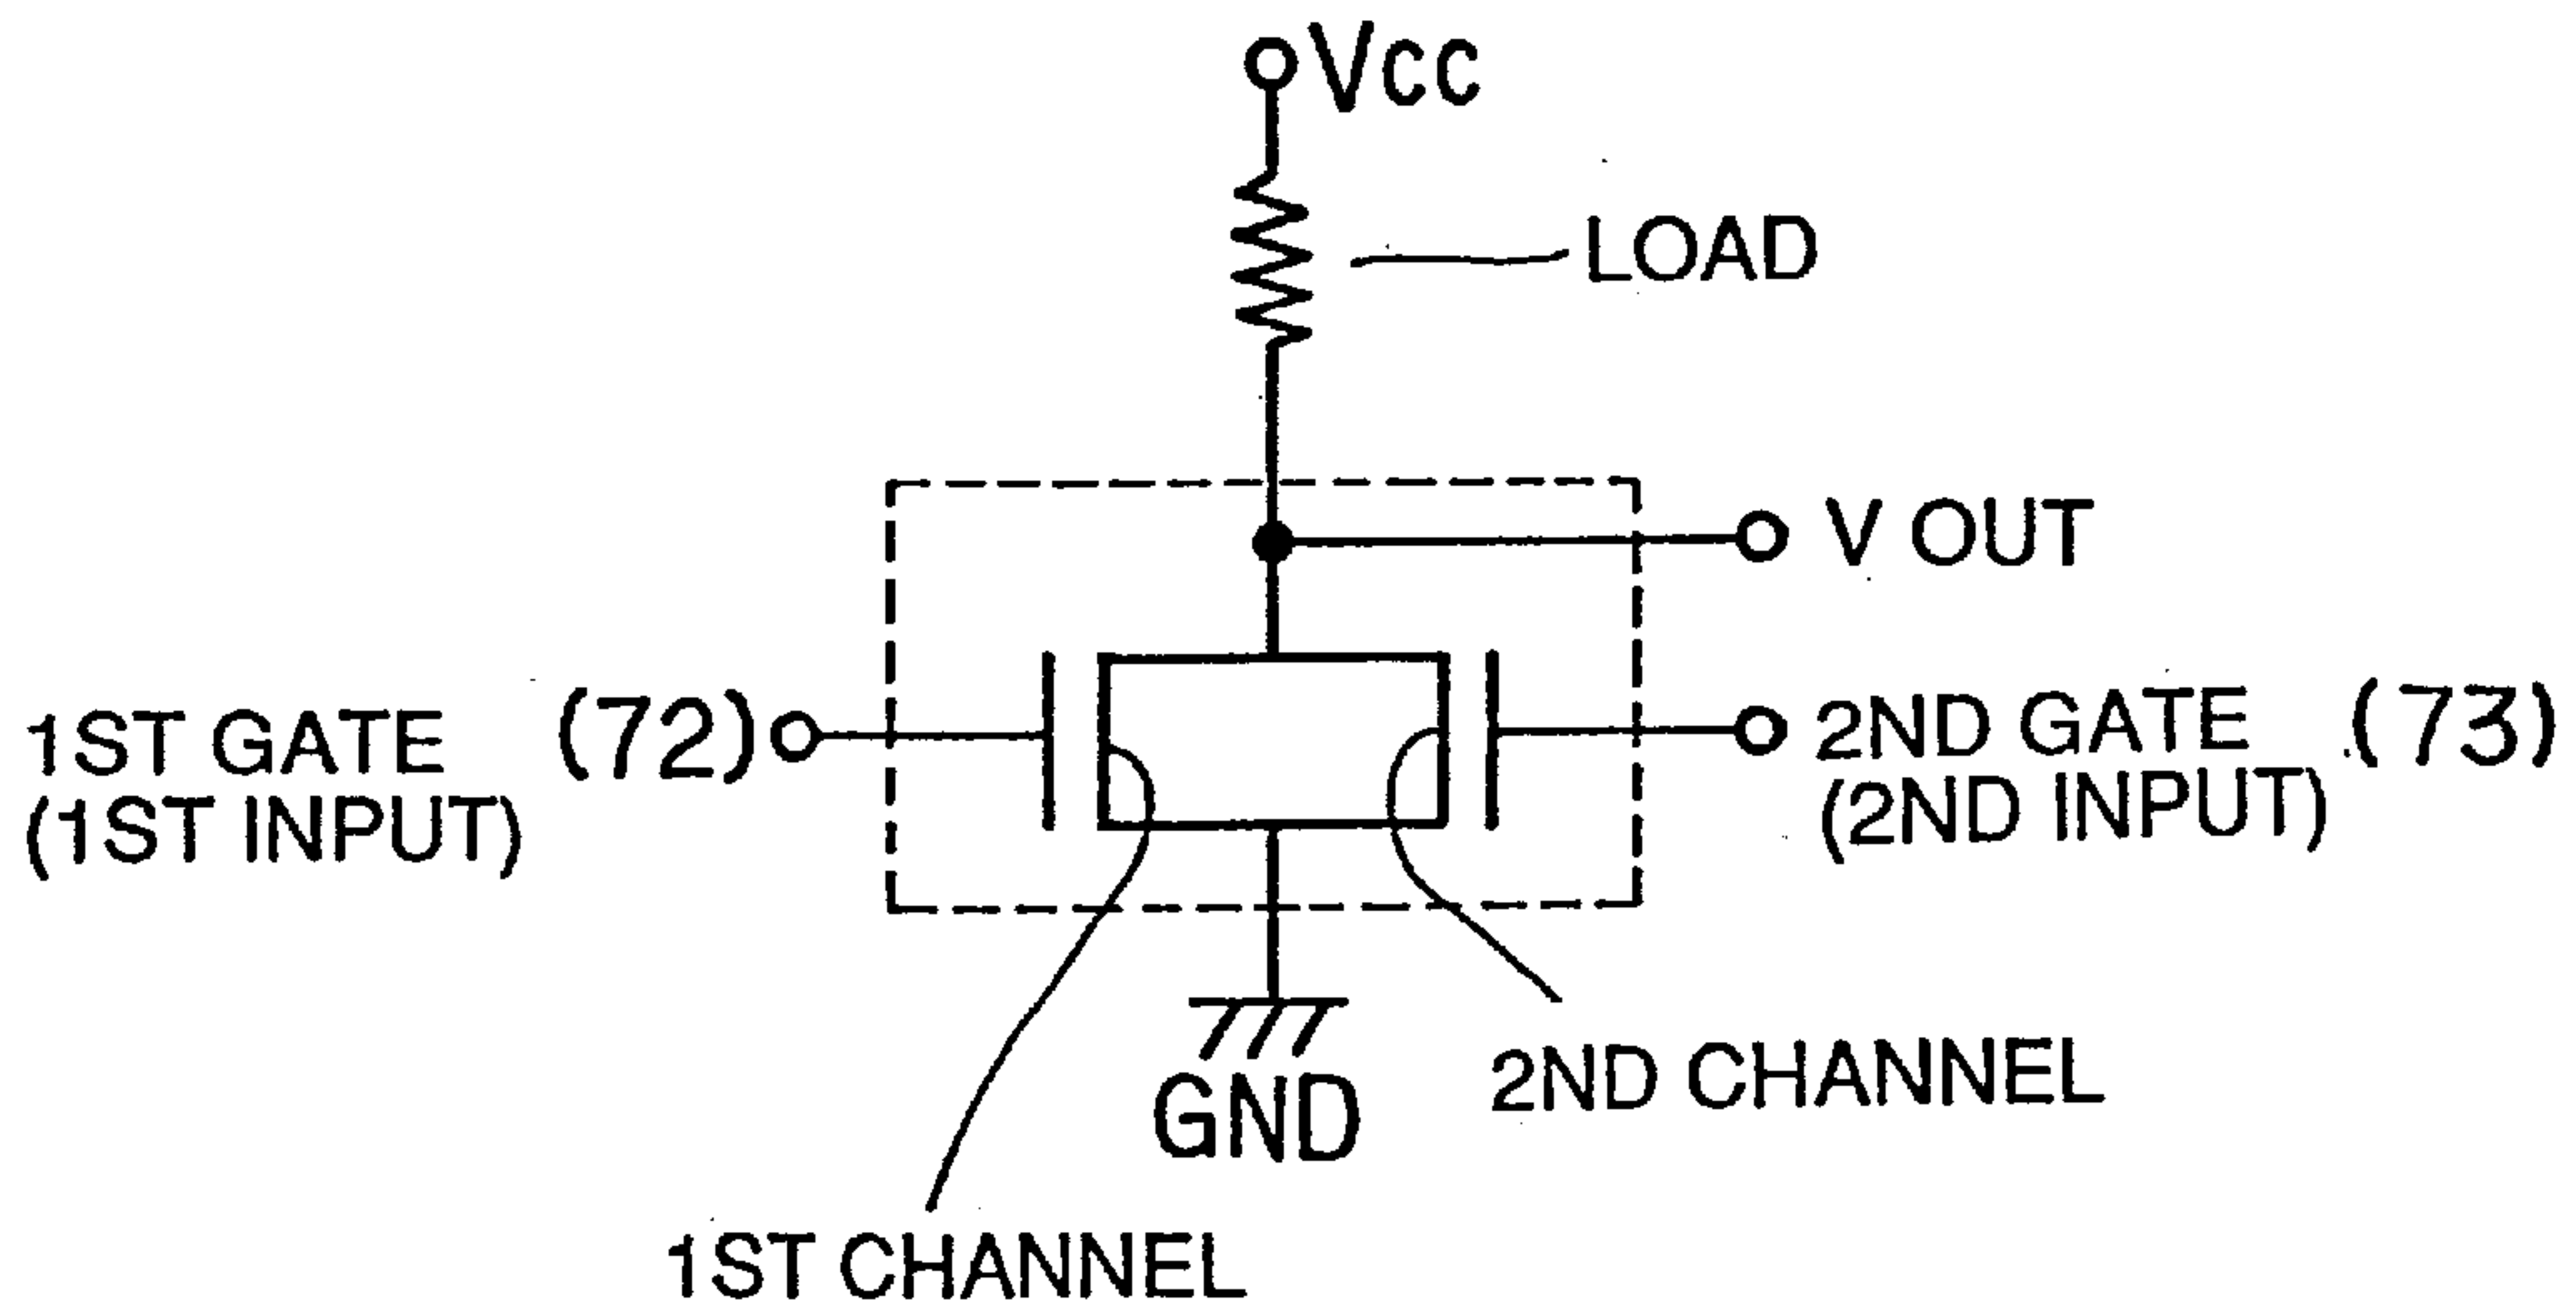 Vcc
LOAD
V OUT
1ST GATE (72)
(1ST INPUT)
2ND GATE (73)
(2ND INPUT)
GND
2ND CHANNEL
1ST CHANNEL